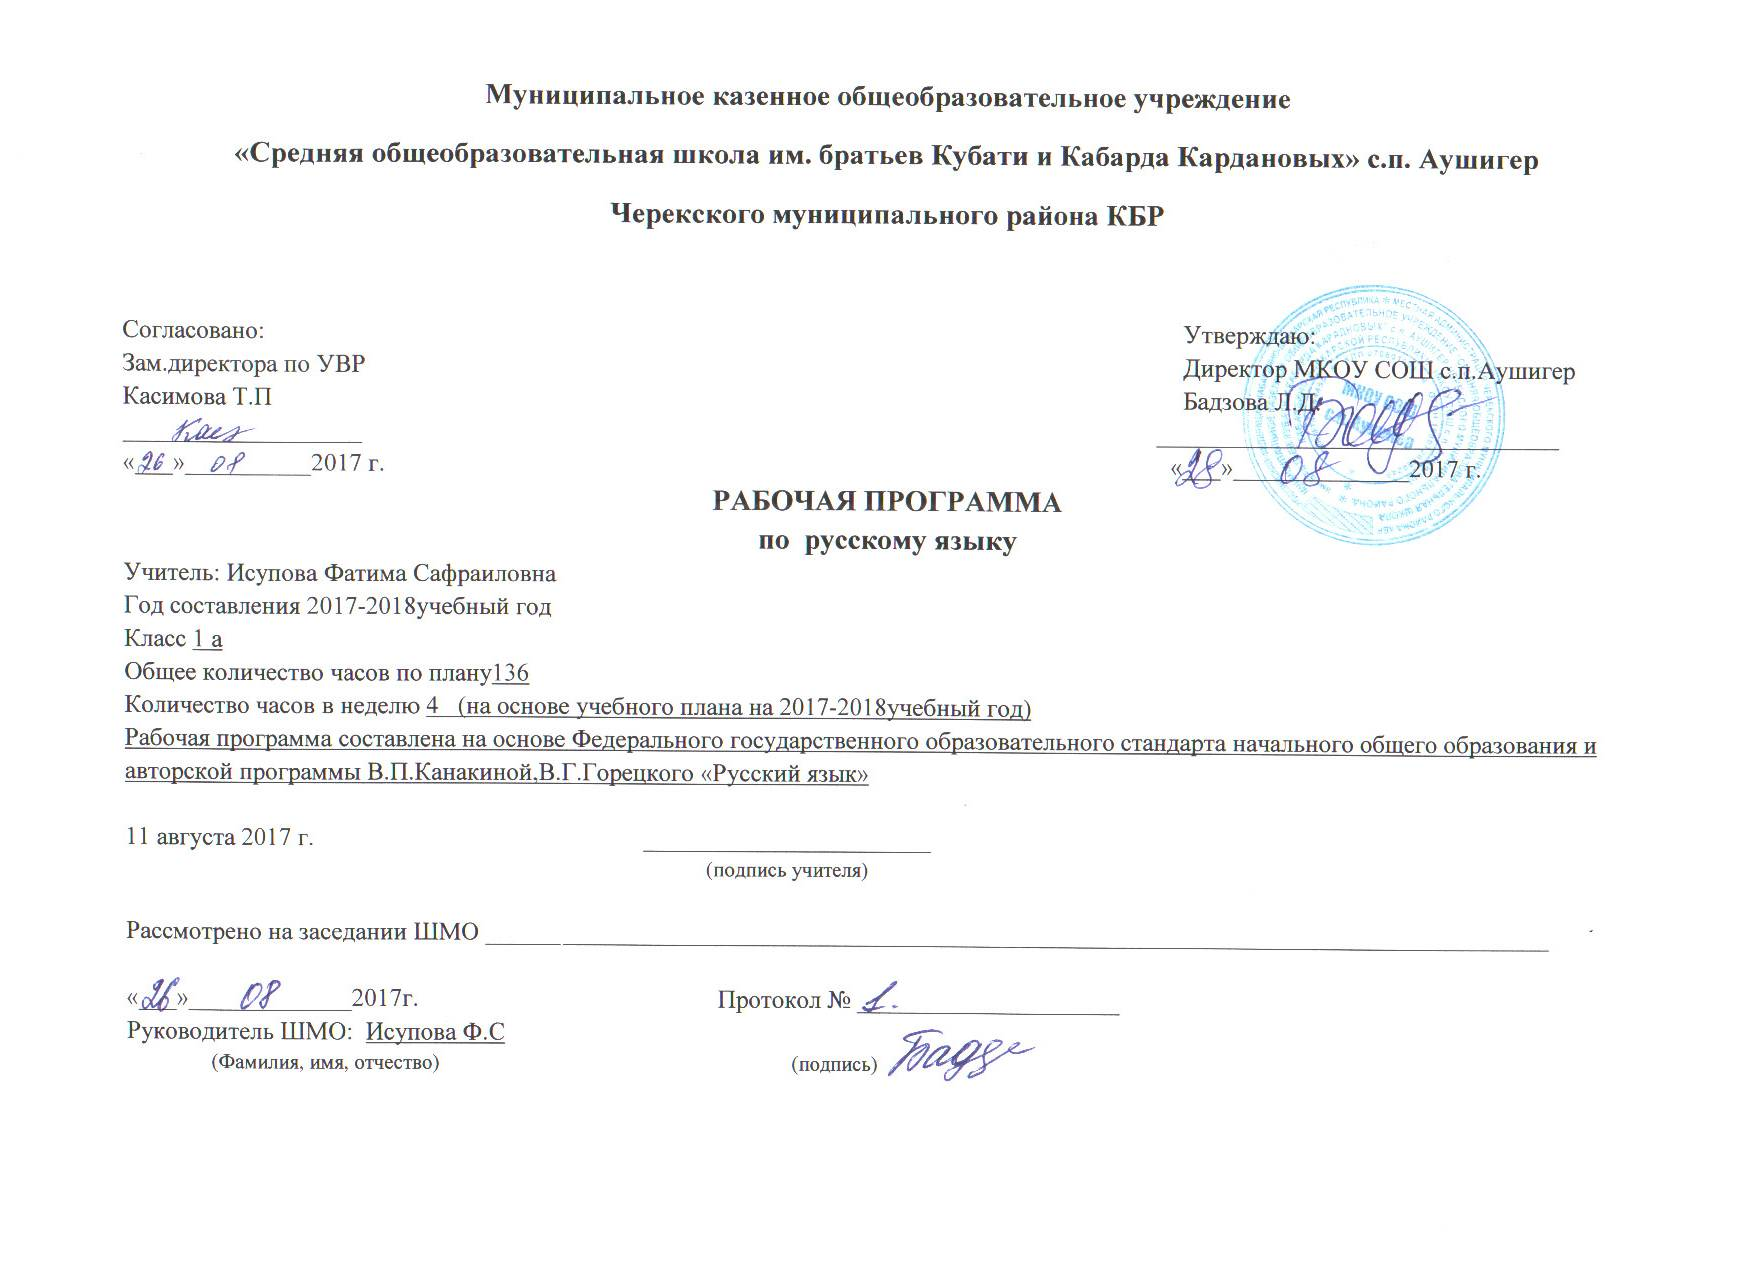 Муниципальное казенное общеобразовательное учреждение
«Средняя общеобразовательная школа им. братьев Кубати и Кабарда Кардановых» с.п. Аушигер
Черекского муниципального района КБР
Согласовано:
Зам.директора по УВР
Касимова Т.П
«26» 08 2017 г.
Утверждаю:
Директор МКОУ СОШ с.п.Аушигер
Бадзова Л.Д.
«28» 08 2017 г.
РАБОЧАЯ ПРОГРАММА
по русскому языку
Учитель: Исупова Фатима Сафраиловна
Год составления 2017-2018учебный год
Класс 1 а
Общее количество часов по плану136
Количество часов в неделю 4 (на основе учебного плана на 2017-2018учебный год)
Рабочая программа составлена на основе Федерального государственного образовательного стандарта начального общего образования и
авторской программы В.П.Канакиной,В.Г.Горецкого «Русский язык»
11 августа 2017 г.
(подпись учителя)
Рассмотрено на заседании ШМО
«26» 08 2017г. Протокол № 1.
Руководитель ШМО: Исупова Ф.С
(Фамилия, имя, отчество) (подпись)